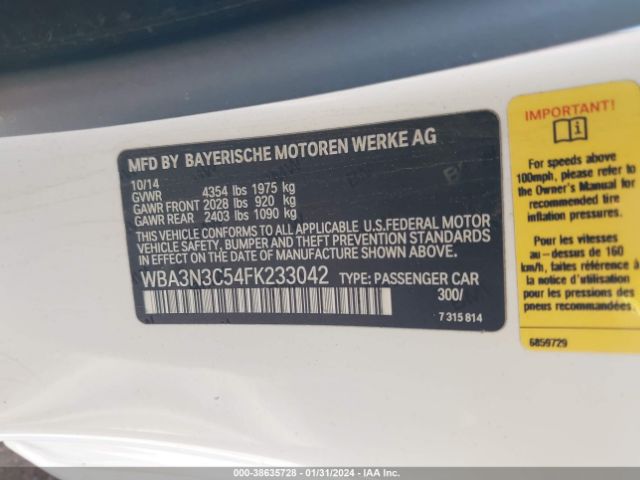 MFD BY BAYERISCHE MOTOREN WERKE AG
10/14
GVWR 4354 lbs 1975 kg
GAWR FRONT 2028 lbs 920 kg
GAWR REAR 2403 lbs 1090 kg
THIS VEHICLE CONFORMS TO ALL APPLICABLE U.S.FEDERAL MOTOR
VEHICLE SAFETY, BUMPER AND THEFT PREVENTION STANDARDS
IN EFFECT ON THE DATE OF MANUFACTURE SHOWN ABOVE.
WBA3N3C54FK233042 TYPE: PASSENGER CAR
300/
7 315 814
IMPORTANT!
For speeds above
100mph, please refer to
the Owner's Manual for
recommended tire
inflation pressures.
Pour les vitesses
au-dessus de 160
km/h, faites référence à
la notice d'utilisation
pour les pressions des
pneus recommandées.
6859729
000-38635728 - 01/31/2024 - IAA Inc.